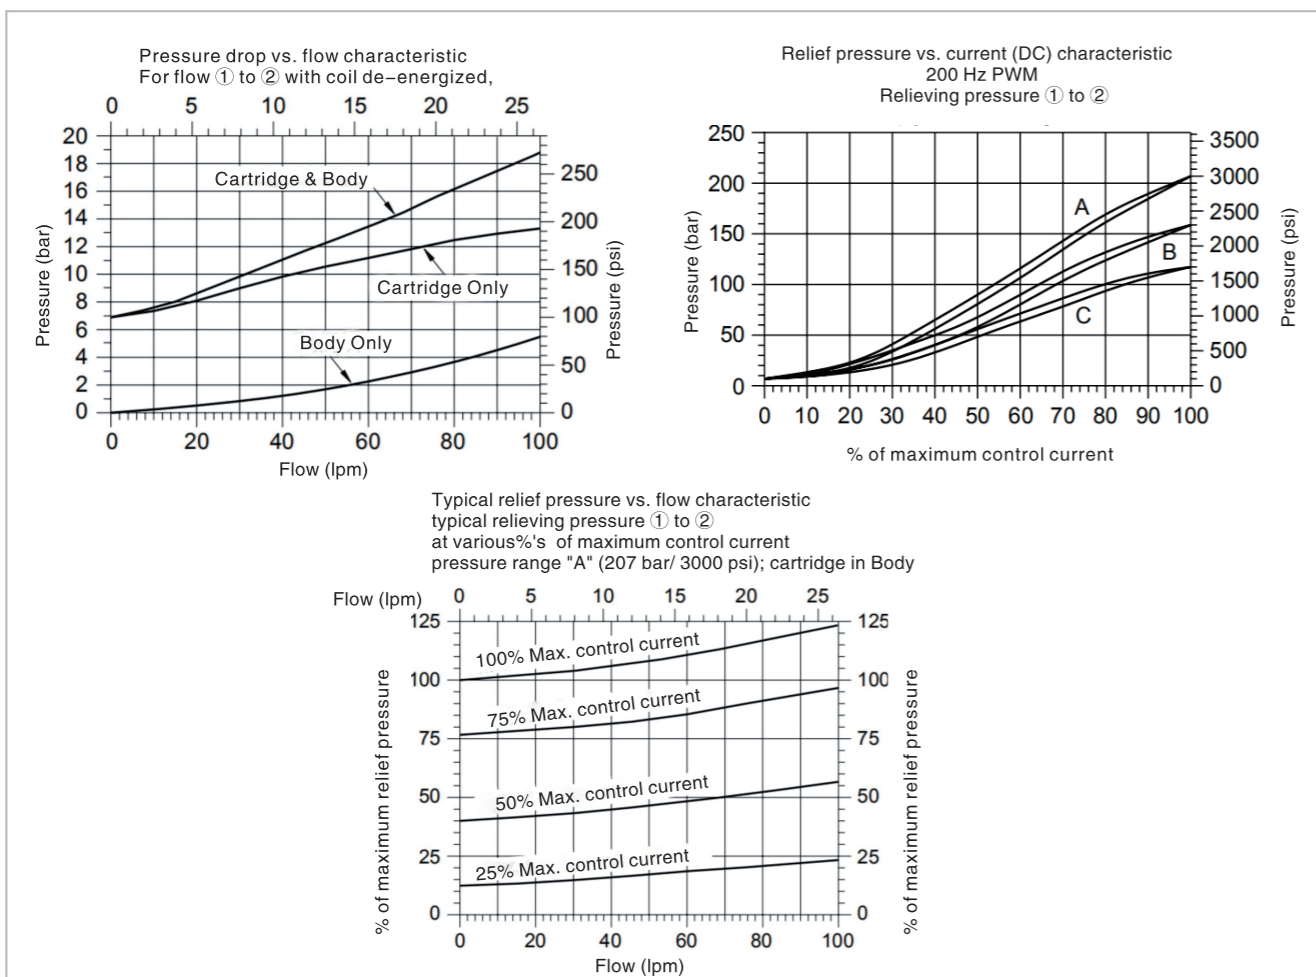 Pressure drop vs. flow characteristic
For flow ① to ② with coil de-energized,
0 5 10 15 20 25
20
18
16
14
12
10
8
6
4
2
0
Pressure (bar)
Cartridge & Body
Cartridge Only
Body Only
250
200
150
100
50
0
Pressure (psi)
0 20 40 60 80 100
Flow (lpm)
Relief pressure vs. current (DC) characteristic
200 Hz PWM
Relieving pressure ① to ②
250
200
150
100
50
0
Pressure (bar)
A
B
C
3500
3000
2500
2000
1500
1000
500
0
Pressure (psi)
0 10 20 30 40 50 60 70 80 90 100
% of maximum control current
Typical relief pressure vs. flow characteristic
typical relieving pressure ① to ②
at various%'s of maximum control current
pressure range "A" (207 bar/ 3000 psi); cartridge in Body
Flow (lpm) 0 5 10 15 20 25
125
100
75
50
25
0
% of maximum relief pressure
100% Max. control current
75% Max. control current
50% Max. control current
25% Max. control current
125
100
75
50
25
0
% of maximum relief pressure
0 20 40 60 80 100
Flow (lpm)